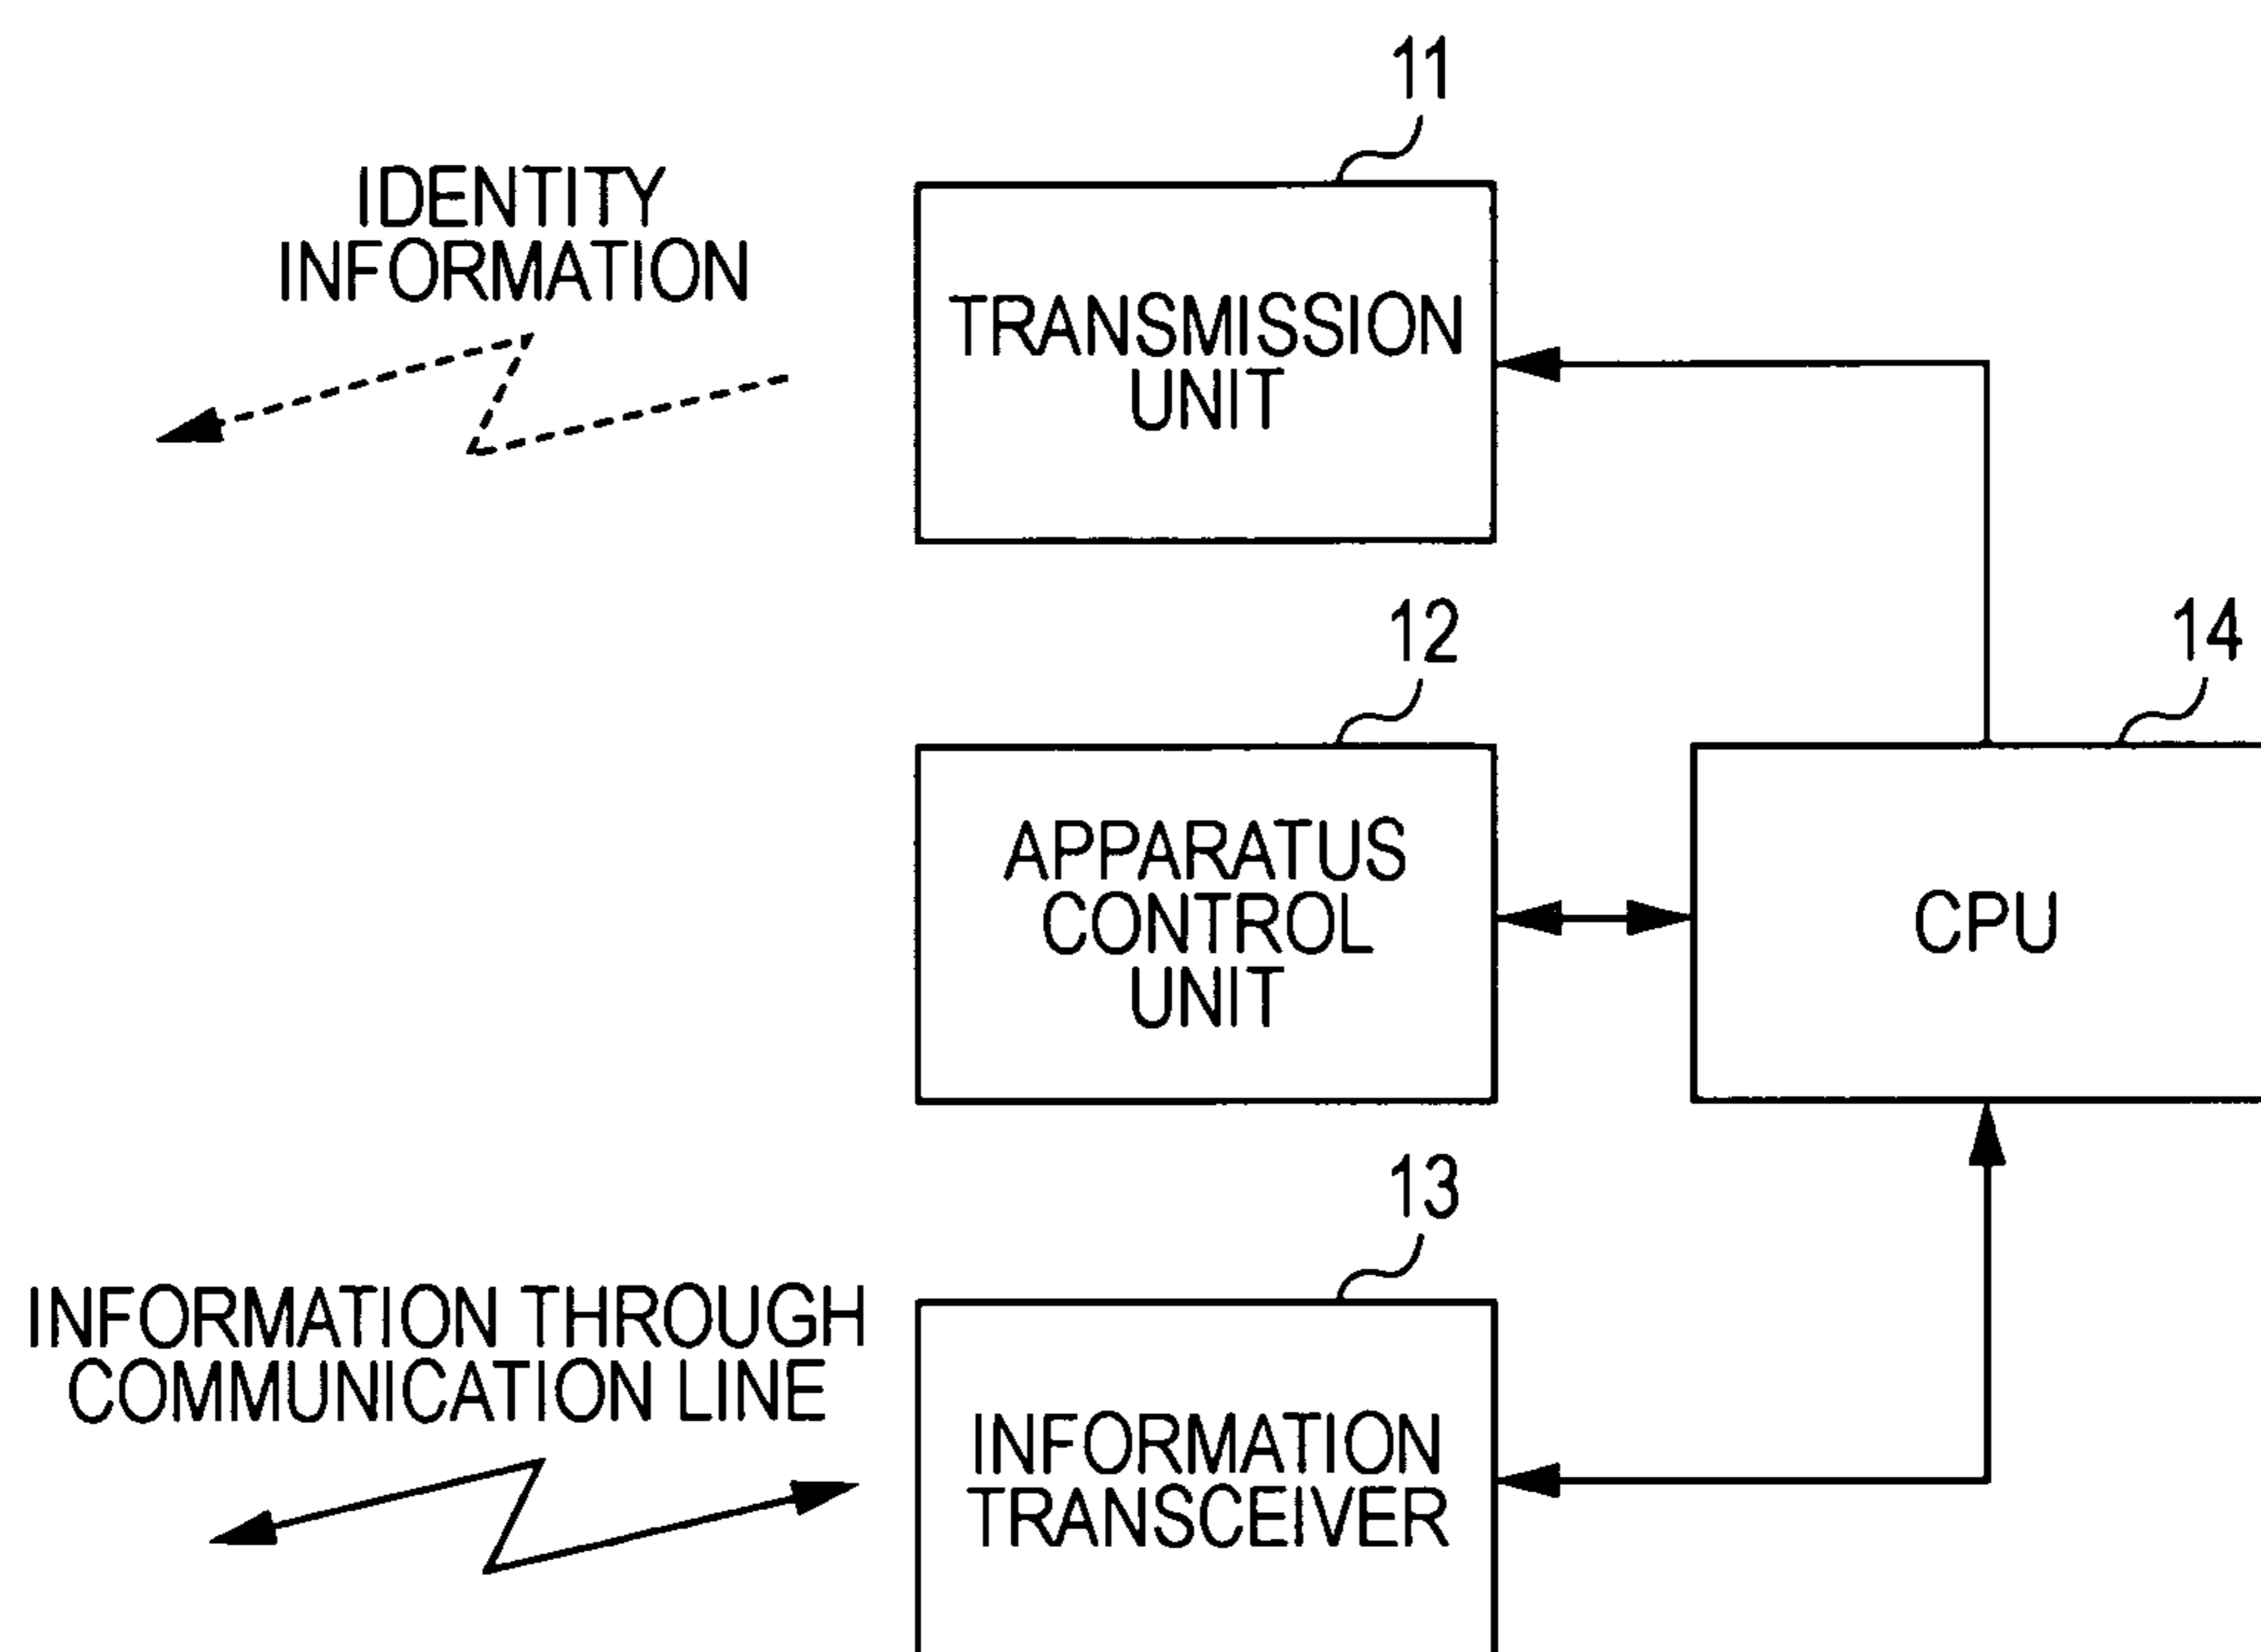 11
IDENTITY
INFORMATION
TRANSMISSION
UNIT
12
14
APPARATUS
CONTROL
UNIT
CPU
13
INFORMATION THROUGH
COMMUNICATION LINE
INFORMATION
TRANSCEIVER